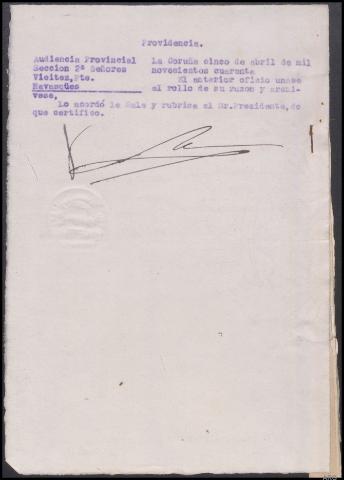 Providencia.
Audiencia Provincial
Seccion 2ª Señores
Vieitez, Pte.
Navasqües
La Coruña cinco de abril de mil
novecientos cuarenta
El anterior oficio unase
al rollo de su razon y archi-
vese,
Lo acordó la Sala y rubrica el Sr.Presidente,de
que certifico.